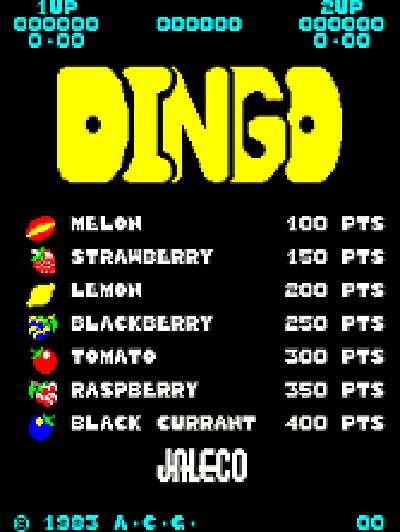 1UP 2UP
000000 000000 000000
0·00 0·00
DINGO
MELON 100 PTS
STRAWBERRY 150 PTS
LEMON 200 PTS
BLACKBERRY 250 PTS
TOMATO 300 PTS
RASPBERRY 350 PTS
BLACK CURRANT 400 PTS
JALECO
© 1983 A·C·G· 00